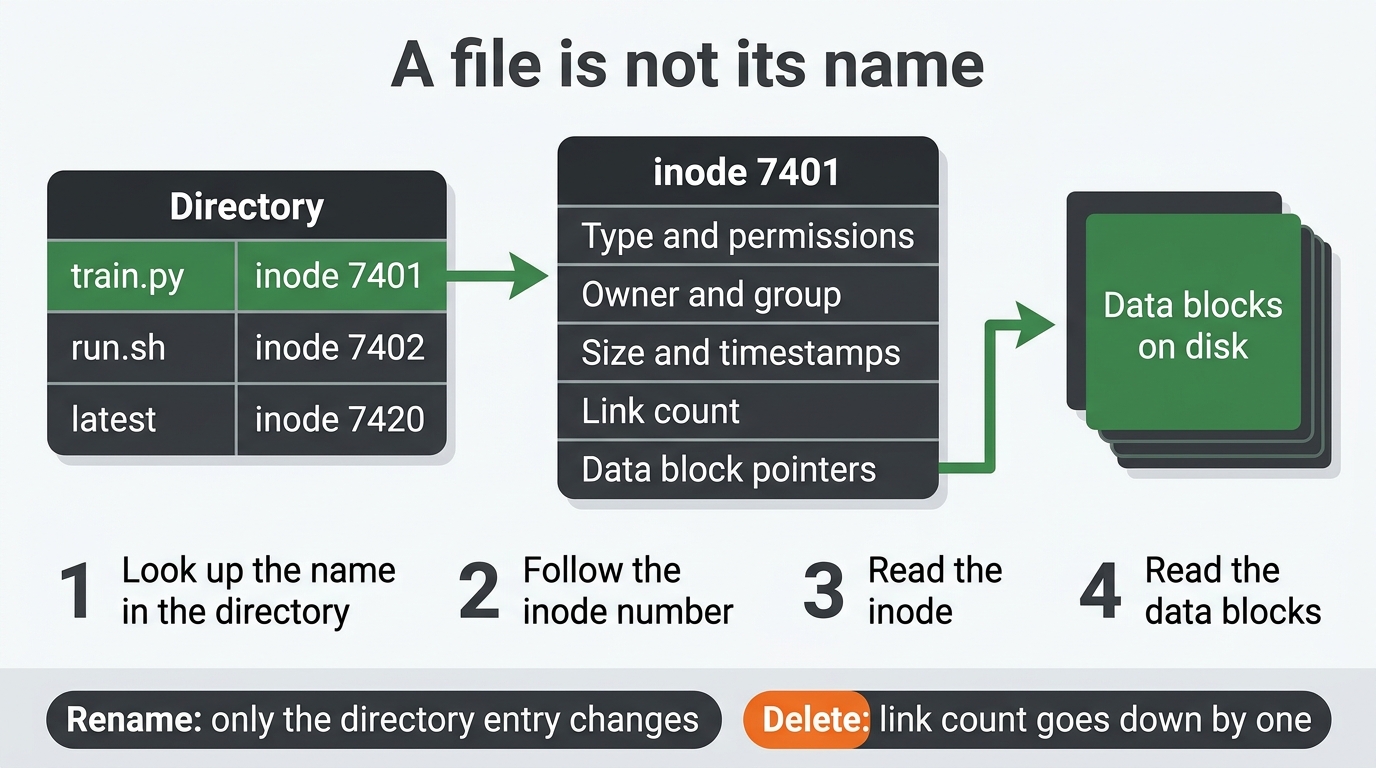 A file is not its name
Directory
train.py inode 7401
run.sh inode 7402
latest inode 7420
inode 7401
Type and permissions
Owner and group
Size and timestamps
Link count
Data block pointers
Data blocks
on disk
1 Look up the name
in the directory
2 Follow the
inode number
3 Read the
inode
4 Read the
data blocks
Rename: only the directory entry changes
Delete: link count goes down by one